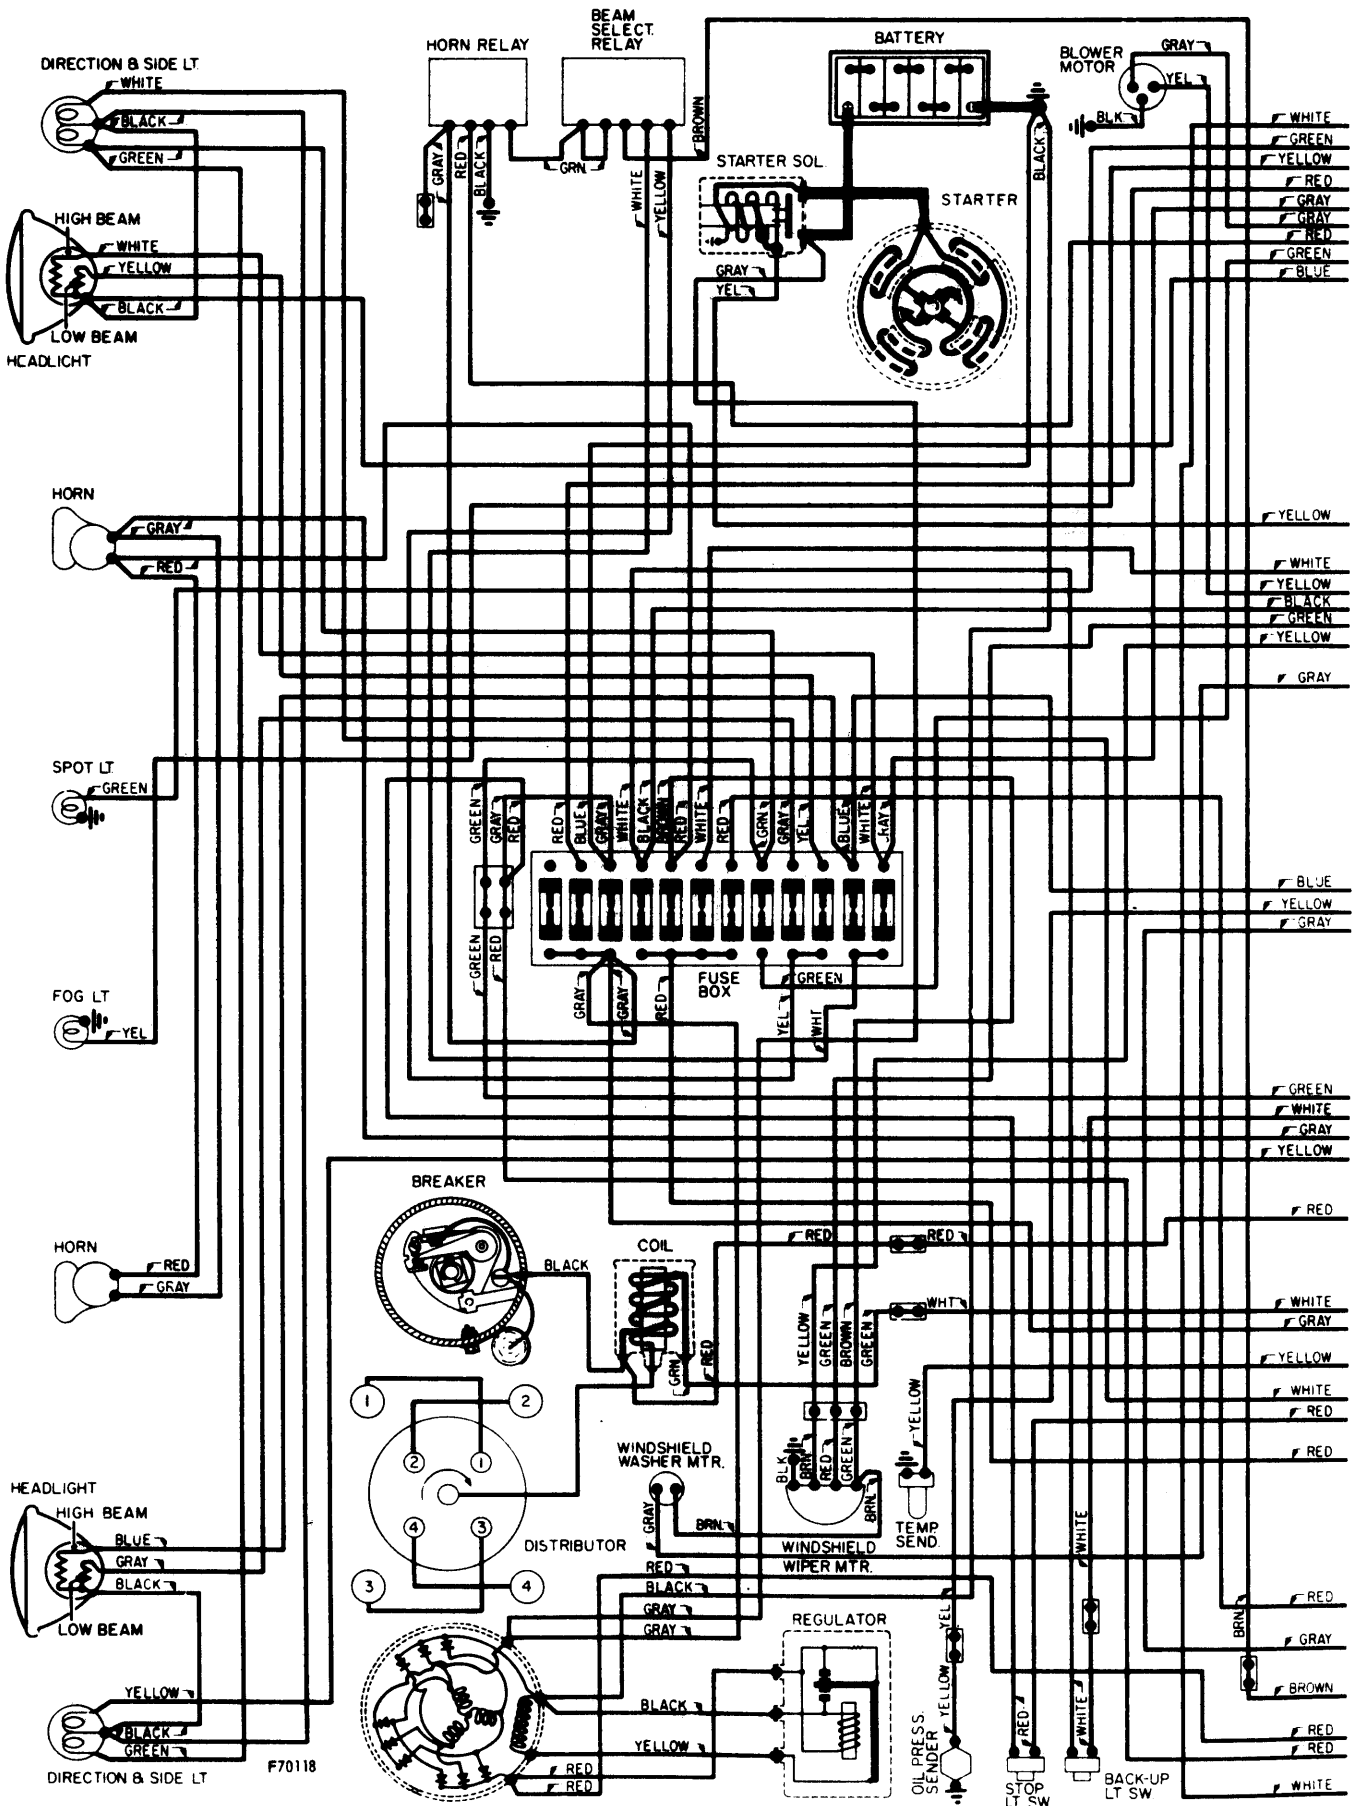 BEAM
SELECT.
RELAY
HORN RELAY
BATTERY
BLOWER
MOTOR
GRAY
YEL
BLK
DIRECTION & SIDE LT.
WHITE
BLACK
GREEN
BROWN
GRAY
RED
BLACK
GRN
WHITE
YELLOW
STARTER SOL.
BLACK
STARTER
WHITE
GREEN
YELLOW
RED
GRAY
GRAY
RED
GREEN
BLUE
HIGH BEAM
WHITE
YELLOW
BLACK
LOW BEAM
HEADLIGHT
GRAY
YEL
HORN
GRAY
RED
YELLOW
WHITE
YELLOW
BLACK
GREEN
YELLOW
GRAY
SPOT LT.
GREEN
GREEN
GRAY
RED
RED
BLUE
GRAY
WHITE
BLACK
BROWN
RED
WHITE
RED
GRN
GRAY
YEL
BLUE
WHITE
GRAY
BLUE
YELLOW
GRAY
GREEN
RED
FUSE
BOX
GREEN
GRAY
GRAY
RED
YEL
WHT
FOG LT
YEL
GREEN
WHITE
GRAY
YELLOW
BREAKER
BLACK
COIL
RED
RED
RED
HORN
RED
GRAY
YELLOW
GREEN
BROWN
GREEN
WHT
WHITE
GRAY
GRN
RED
YELLOW
YELLOW
WHITE
RED
RED
1
2
2
1
4
3
3
4
DISTRIBUTOR
WINDSHIELD
WASHER MTR.
GRAY
BRN.
BLK
BRN
RED
GREEN
BRN.
WINDSHIELD
WIPER MTR.
TEMP.
SEND.
WHITE
HEADLIGHT
HIGH BEAM
BLUE
GRAY
BLACK
LOW BEAM
RED
BLACK
GRAY
GRAY
REGULATOR
YEL
BRN
RED
GRAY
BROWN
RED
RED
WHITE
YELLOW
BLACK
GREEN
DIRECTION & SIDE LT
F70118
BLACK
YELLOW
RED
RED
YELLOW
OIL PRESS.
SENDER
RED
STOP
LT SW
WHITE
BACK-UP
LT SW